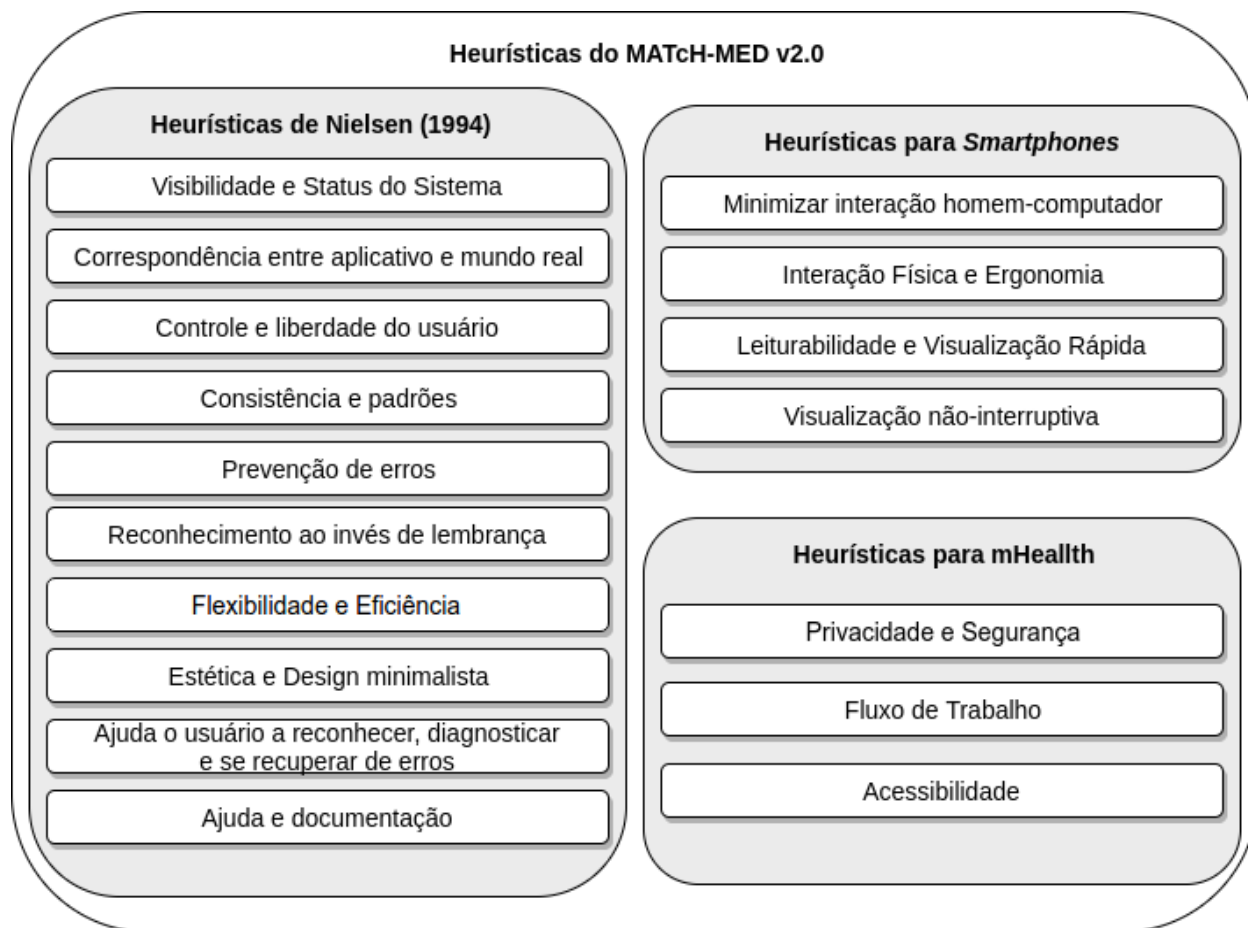 Heurísticas do MATcH-MED v2.0
Heurísticas de Nielsen (1994)
Visibilidade e Status do Sistema
Correspondência entre aplicativo e mundo real
Controle e liberdade do usuário
Consistência e padrões
Prevenção de erros
Reconhecimento ao invés de lembrança
Flexibilidade e Eficiência
Estética e Design minimalista
Ajuda o usuário a reconhecer, diagnosticar
e se recuperar de erros
Ajuda e documentação
Heurísticas para Smartphones
Minimizar interação homem-computador
Interação Física e Ergonomia
Leiturabilidade e Visualização Rápida
Visualização não-interruptiva
Heurísticas para mHeallth
Privacidade e Segurança
Fluxo de Trabalho
Acessibilidade